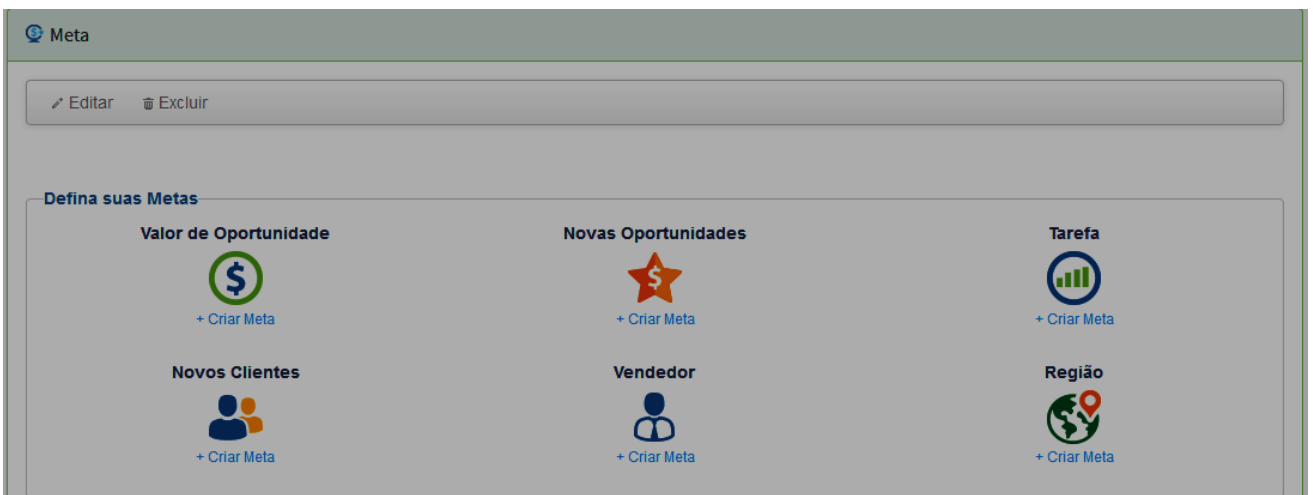 Meta
Editar Excluir
Defina suas Metas
Valor de Oportunidade Novas Oportunidades Tarefa
+ Criar Meta + Criar Meta + Criar Meta
Novos Clientes Vendedor Região
+ Criar Meta + Criar Meta + Criar Meta